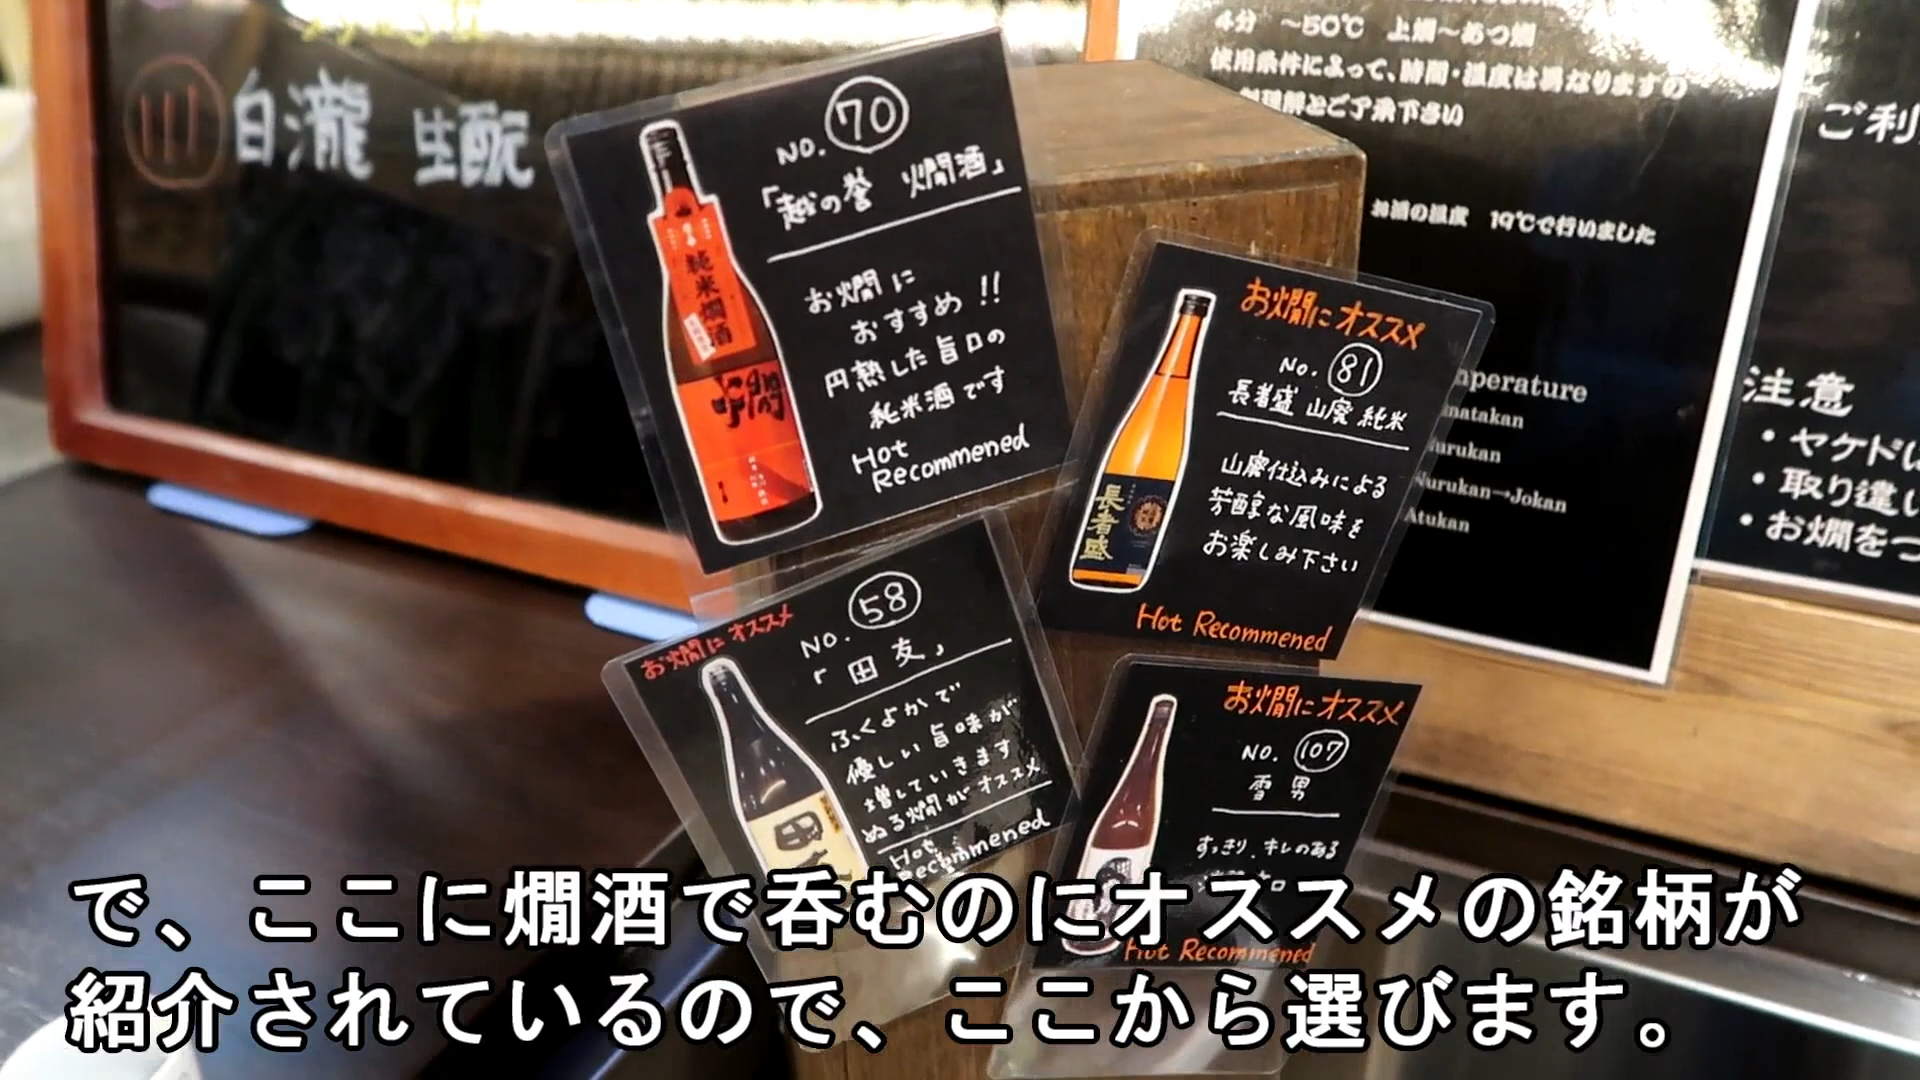 111 白瀧 生酛
NO. 70
「越の誉 燗酒」
お燗に
おすすめ!!
円熟した旨口の
純米酒です
Hot
Recommened
純米燗酒
お燗にオススメ
No. 81
長者盛 山廃 純米
山廃仕込みによる
芳醇な風味を
お楽しみ下さい
Hot Recommened
長者盛
お燗にオススメ
NO. 58
「田友」
ふくよかで
優しい旨味が
増していきます
ぬる燗がオススメ
Hot
Recommened
お燗にオススメ
NO. 107
雪男
すっきり、キレのある
Hot Recommened
4分 〜50℃ 上燗〜あつ燗
使用条件によって、時間・温度は異なりますの
理解とご了承下さい
お酒の温度 19℃で行いました
nperature
natakan
urukan
Nurukan→Jokan
Atukan
ご利
注意
・ヤケドに
・取り違い
・お燗をつ
で、ここに燗酒で呑むのにオススメの銘柄が
紹介されているので、ここから選びます。